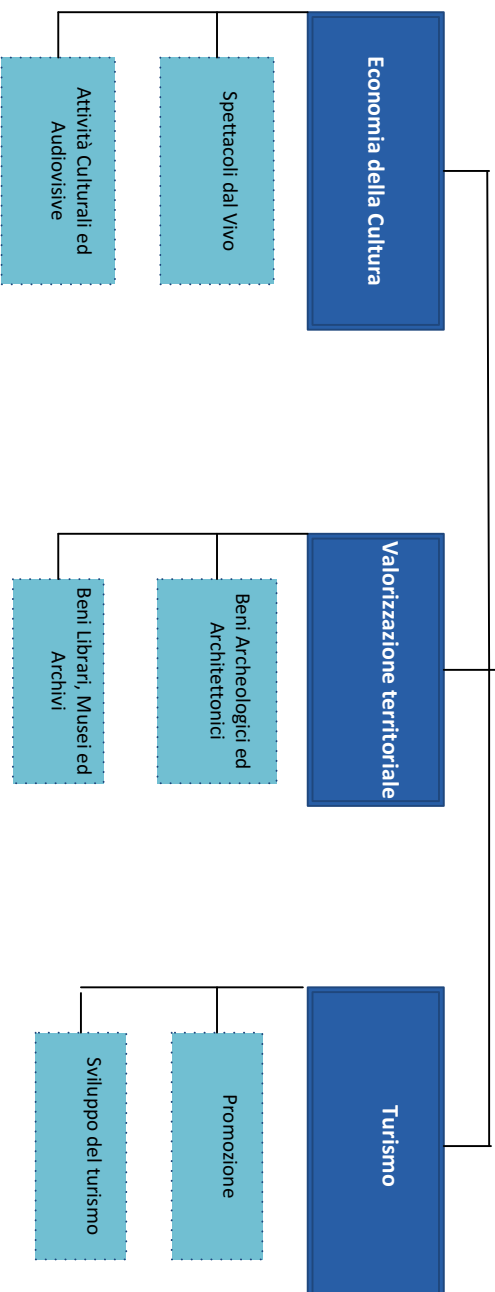 Economia della Cultura
Spettacoli dal Vivo
Attività Culturali ed
Audiovisive
Valorizzazione territoriale
Beni Archeologici ed
Architettonici
Beni Librari, Musei ed
Archivi
Turismo
Promozione
Sviluppo del turismo